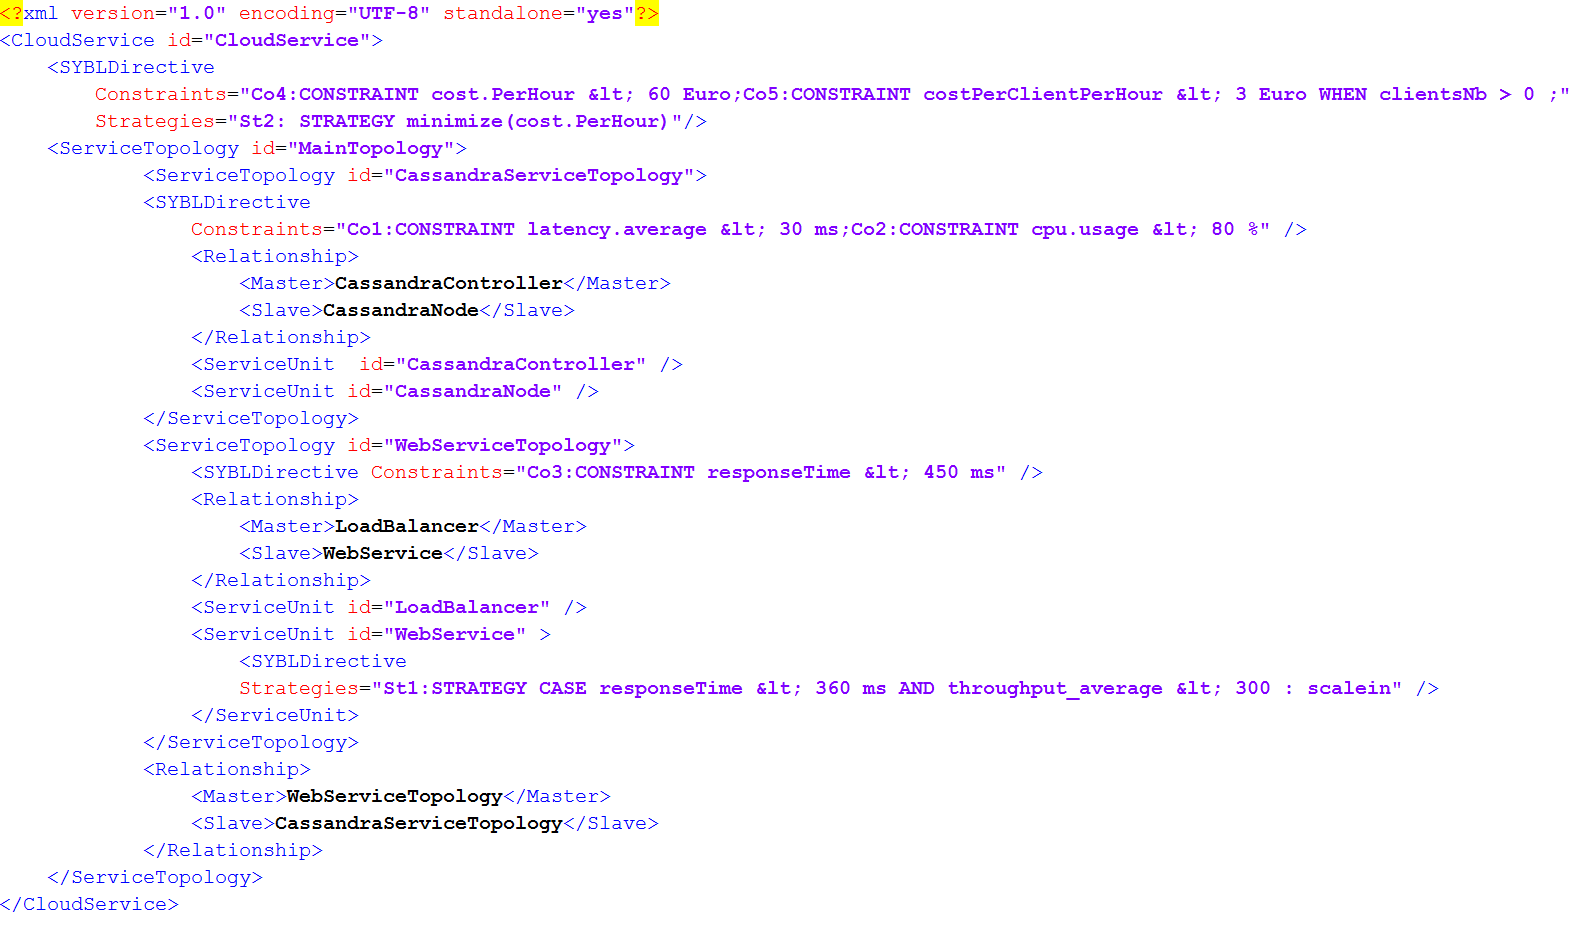 <?xml version="1.0" encoding="UTF-8" standalone="yes"?>
<CloudService id="CloudService">
    <SYBLDirective
        Constraints="Co4:CONSTRAINT cost.PerHour &lt; 60 Euro;Co5:CONSTRAINT costPerClientPerHour &lt; 3 Euro WHEN clientsNb > 0 ;"
        Strategies="St2: STRATEGY minimize(cost.PerHour)"/>
    <ServiceTopology id="MainTopology">
            <ServiceTopology id="CassandraServiceTopology">
            <SYBLDirective
                Constraints="Co1:CONSTRAINT latency.average &lt; 30 ms;Co2:CONSTRAINT cpu.usage &lt; 80 %" />
                <Relationship>
                    <Master>CassandraController</Master>
                    <Slave>CassandraNode</Slave>
                </Relationship>
                <ServiceUnit  id="CassandraController" />
                <ServiceUnit id="CassandraNode" />
            </ServiceTopology>
            <ServiceTopology id="WebServiceTopology">
                <SYBLDirective Constraints="Co3:CONSTRAINT responseTime &lt; 450 ms" />
                <Relationship>
                    <Master>LoadBalancer</Master>
                    <Slave>WebService</Slave>
                </Relationship>
                <ServiceUnit id="LoadBalancer" />
                <ServiceUnit id="WebService" >
                    <SYBLDirective
                    Strategies="St1:STRATEGY CASE responseTime &lt; 360 ms AND throughput_average &lt; 300 : scalein" />
                </ServiceUnit>
            </ServiceTopology>
            <Relationship>
                <Master>WebServiceTopology</Master>
                <Slave>CassandraServiceTopology</Slave>
            </Relationship>
    </ServiceTopology>
</CloudService>